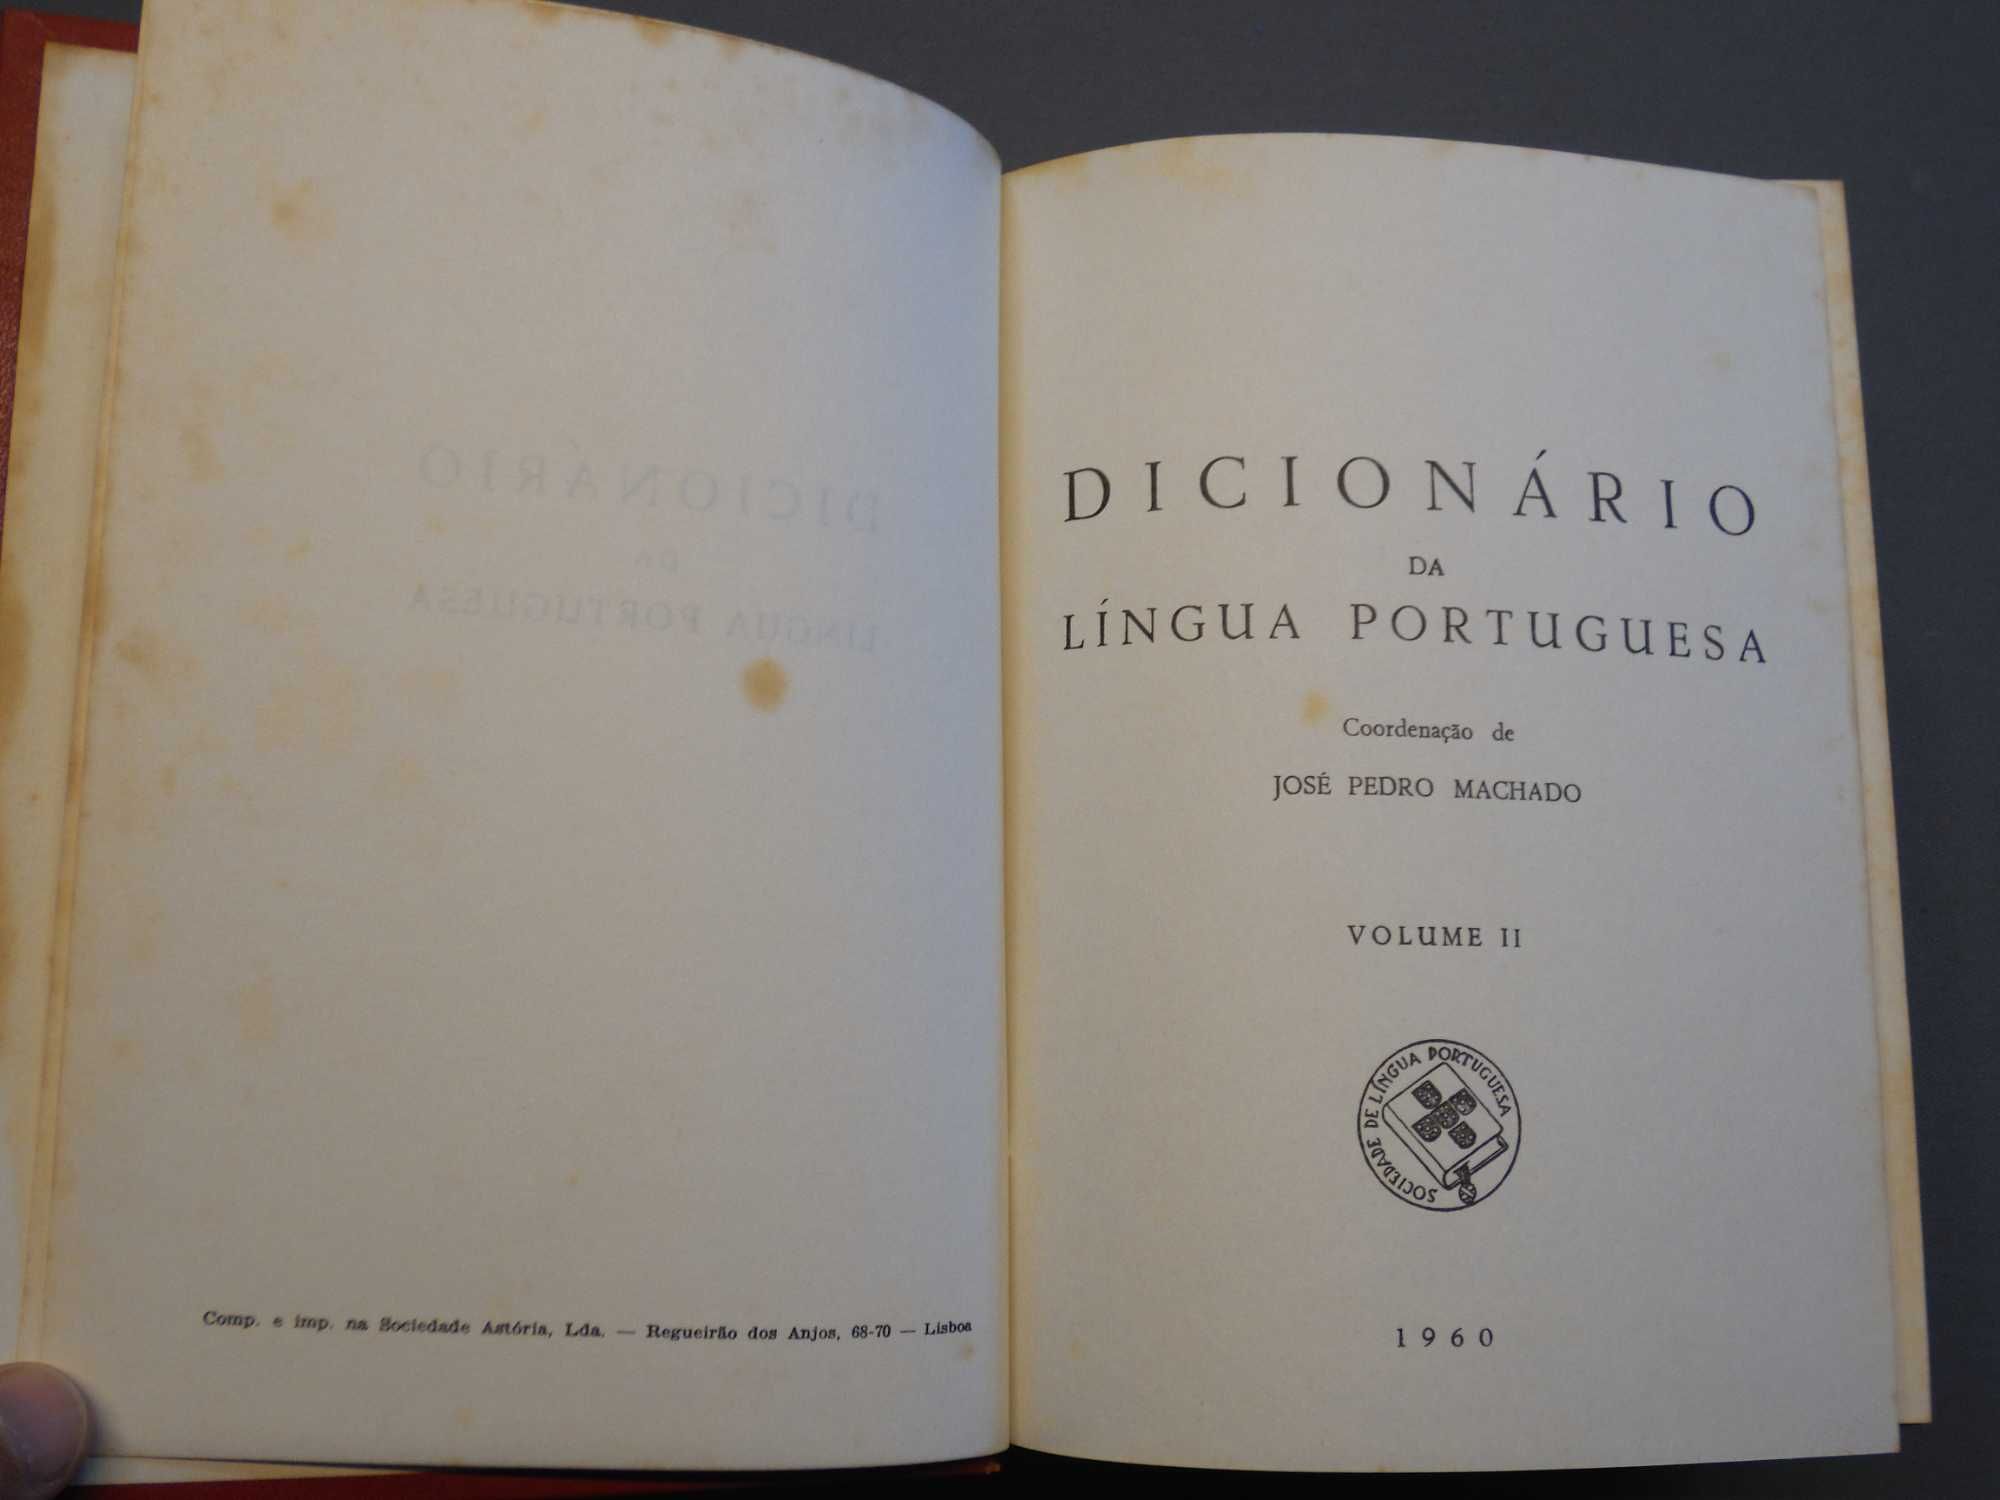 Comp. e imp. na Sociedade Astória, Lda. — Regueirão dos Anjos, 68-70 — Lisboa
DICIONÁRIO
DA
LÍNGUA PORTUGUESA
Coordenação de
JOSÉ PEDRO MACHADO
VOLUME II
SOCIEDADE DE LÍNGUA PORTUGUESA
1960